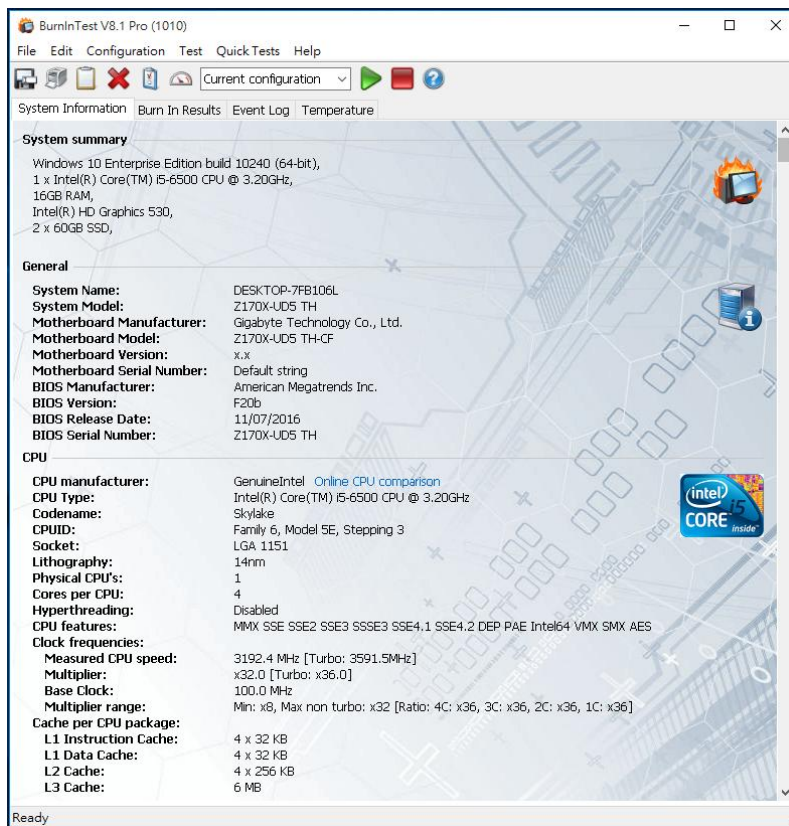 BurnInTest V8.1 Pro (1010)
File Edit Configuration Test Quick Tests Help
Current configuration
System Information Burn In Results Event Log Temperature
System summary
Windows 10 Enterprise Edition build 10240 (64-bit),
1 x Intel(R) Core(TM) i5-6500 CPU @ 3.20GHz,
16GB RAM,
Intel(R) HD Graphics 530,
2 x 60GB SSD,
General
System Name: DESKTOP-7FB106L
System Model: Z170X-UD5 TH
Motherboard Manufacturer: Gigabyte Technology Co., Ltd.
Motherboard Model: Z170X-UD5 TH-CF
Motherboard Version: x.x
Motherboard Serial Number: Default string
BIOS Manufacturer: American Megatrends Inc.
BIOS Version: F20b
BIOS Release Date: 11/07/2016
BIOS Serial Number: Z170X-UD5 TH
CPU
CPU manufacturer: GenuineIntel Online CPU comparison
CPU Type: Intel(R) Core(TM) i5-6500 CPU @ 3.20GHz
Codename: Skylake
CPUID: Family 6, Model 5E, Stepping 3
Socket: LGA 1151
Lithography: 14nm
Physical CPU's: 1
Cores per CPU: 4
Hyperthreading: Disabled
CPU features: MMX SSE SSE2 SSE3 SSSE3 SSE4.1 SSE4.2 DEP PAE Intel64 VMX SMX AES
Clock frequencies:
Measured CPU speed: 3192.4 MHz [Turbo: 3591.5MHz]
Multiplier: x32.0 [Turbo: x36.0]
Base Clock: 100.0 MHz
Multiplier range: Min: x8, Max non turbo: x32 [Ratio: 4C: x36, 3C: x36, 2C: x36, 1C: x36]
Cache per CPU package:
L1 Instruction Cache: 4 x 32 KB
L1 Data Cache: 4 x 32 KB
L2 Cache: 4 x 256 KB
L3 Cache: 6 MB
intel
i5
CORE inside
Ready